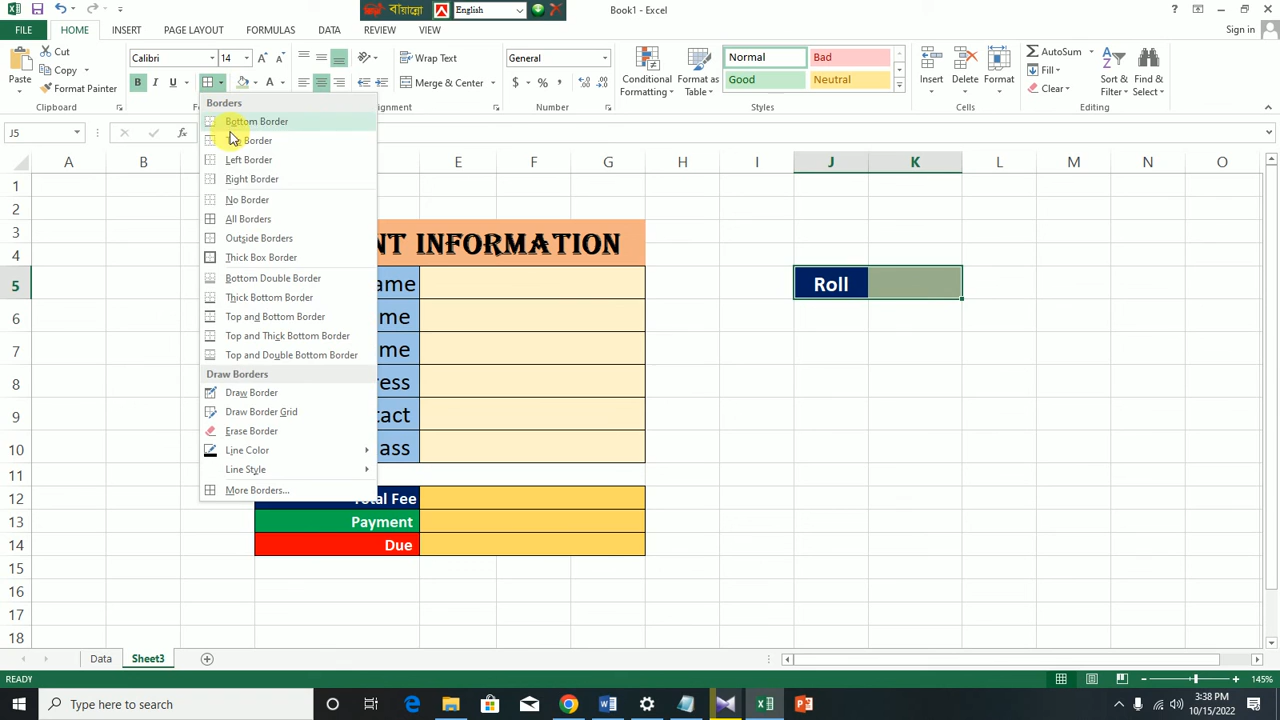 বায়ান্নো English Book1 - Excel
FILE HOME INSERT PAGE LAYOUT FORMULAS DATA REVIEW VIEW Sign in
Paste
Cut
Copy
Format Painter
Clipboard
Calibri 14
B I U A
Wrap Text
Merge & Center
General
$ % ,
Number
Conditional Formatting
Normal Bad
Good Neutral
Styles
Insert Delete Format
Cells
AutoSum
Fill
Clear
Sort & Filter
Find & Select
Editing
J5 fx
Borders
Bottom Border
Border
Left Border
Right Border
No Border
All Borders
Outside Borders
Thick Box Border
Bottom Double Border
Thick Bottom Border
Top and Bottom Border
Top and Thick Bottom Border
Top and Double Bottom Border
Draw Borders
Draw Border
Draw Border Grid
Erase Border
Line Color
Line Style
More Borders...
A B E F G H I J K L M N O
1
2
3
4
5
6
7
8
9
10
11
12
13
14
15
16
17
18
NT INFORMATION
ame
me
me
ress
tact
ass
Total Fee
Payment
Due
Roll
Data Sheet3
READY 145%
Type here to search
3:38 PM
10/15/2022